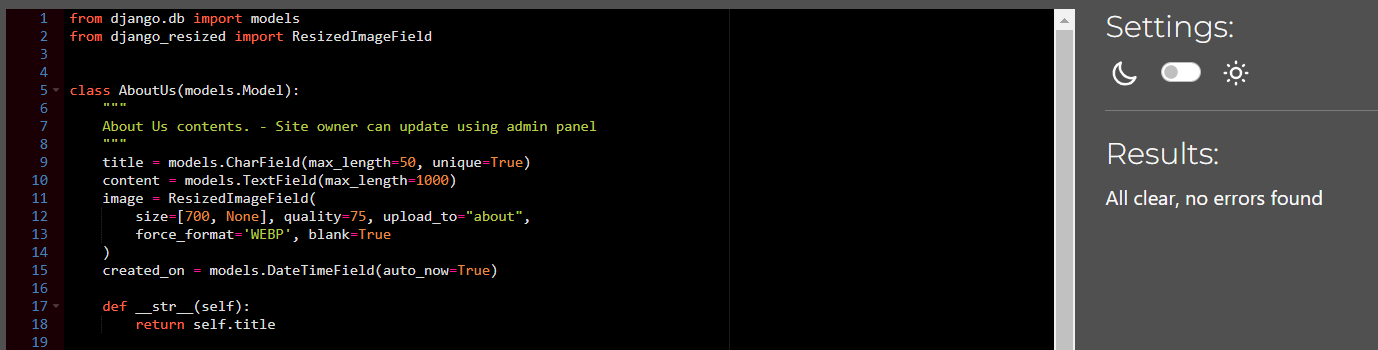 1 from django.db import models
2 from django_resized import ResizedImageField
3
4
5 class AboutUs(models.Model):
6     """
7     About Us contents. - Site owner can update using admin panel
8     """
9     title = models.CharField(max_length=50, unique=True)
10     content = models.TextField(max_length=1000)
11     image = ResizedImageField(
12         size=[700, None], quality=75, upload_to="about",
13         force_format='WEBP', blank=True
14     )
15     created_on = models.DateTimeField(auto_now=True)
16
17     def __str__(self):
18         return self.title
19
Settings:
Results:
All clear, no errors found